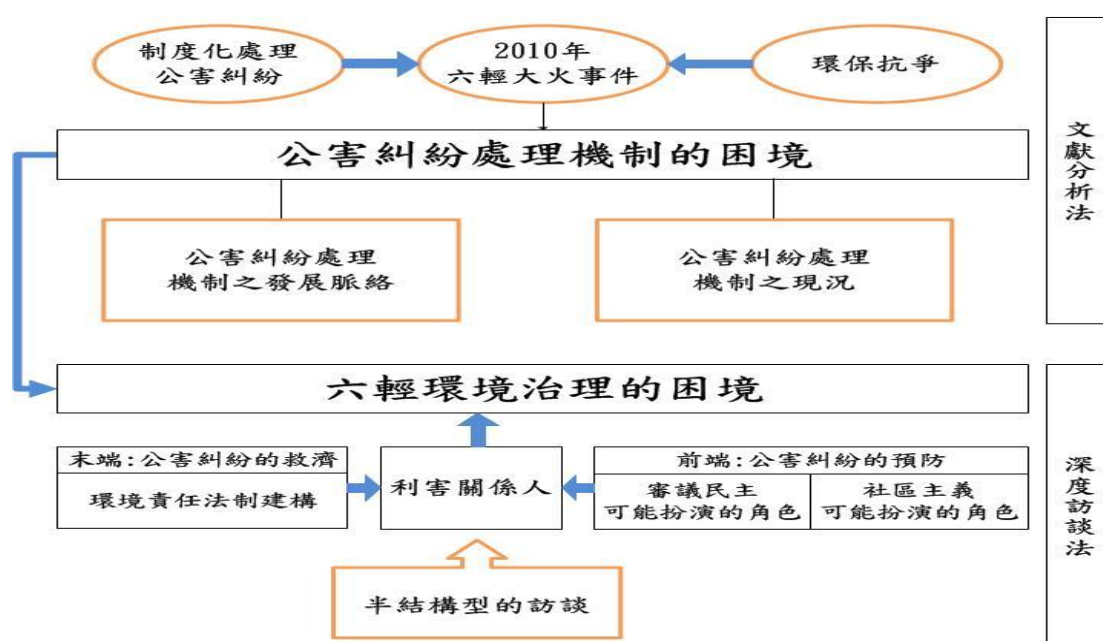 制度化處理
公害糾紛
2010年
六輕大火事件
環保抗爭
公害糾紛處理機制的困境
公害糾紛處理
機制之發展脈絡
公害糾紛處理
機制之現況
文獻分析法
六輕環境治理的困境
末端:公害糾紛的救濟
環境責任法制建構
利害關係人
前端:公害糾紛的預防
審議民主
可能扮演的角色
社區主義
可能扮演的角色
半結構型的訪談
深度訪談法